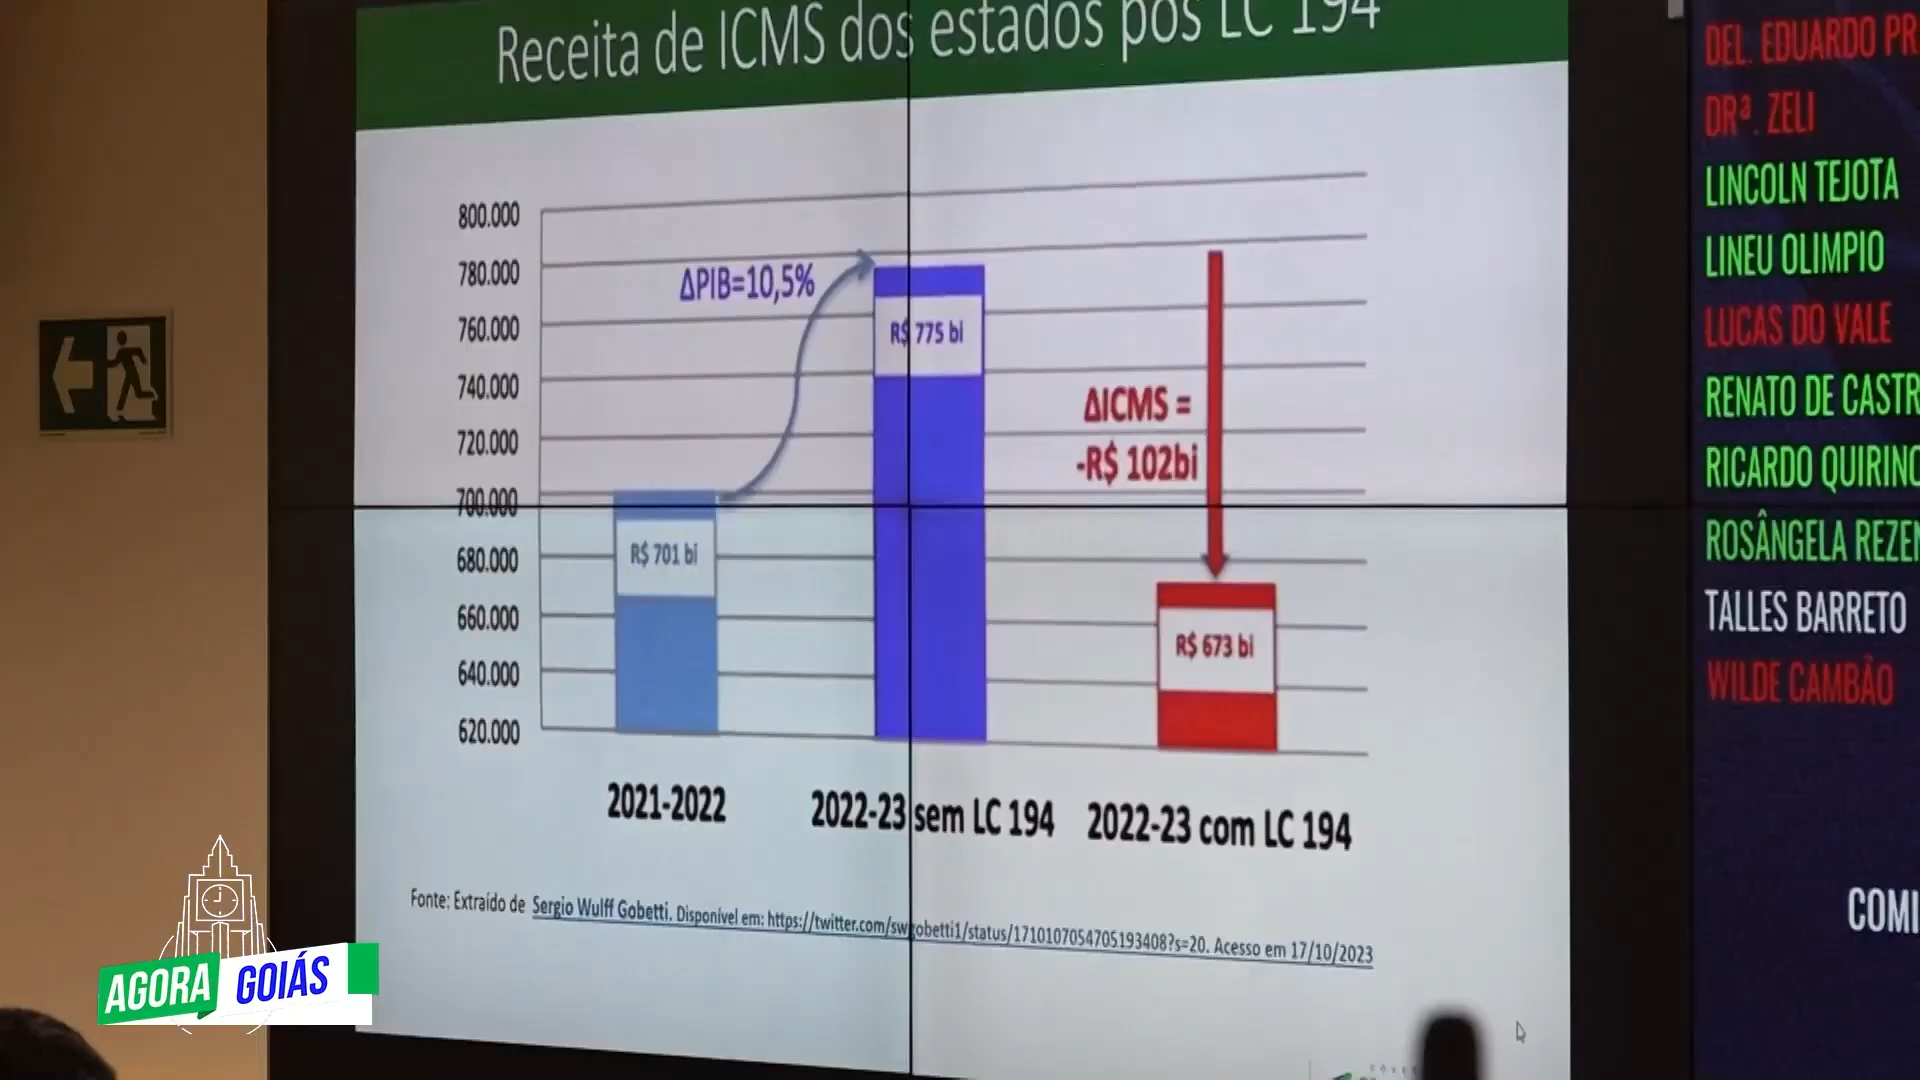 Receita de ICMS dos estados pós LC 194
800.000
780.000
760.000
740.000
720.000
700.000
680.000
660.000
640.000
620.000
ΔPIB=10,5%
R$ 775 bi
ΔICMS =
-R$ 102bi
R$ 701 bi
R$ 673 bi
2021-2022
2022-23 sem LC 194
2022-23 com LC 194
Fonte: Extraído de Sergio Wulff Gobetti. Disponível em: https://twitter.com/swgobetti1/status/1710107054705193408?s=20. Acesso em 17/10/2023
DEL. EDUARDO PR
DRª. ZELI
LINCOLN TEJOTA
LINEU OLIMPIO
LUCAS DO VALE
RENATO DE CASTR
RICARDO QUIRINO
ROSÂNGELA REZEN
TALLES BARRETO
WILDE CAMBÃO
COMI
AGORA GOIÁS